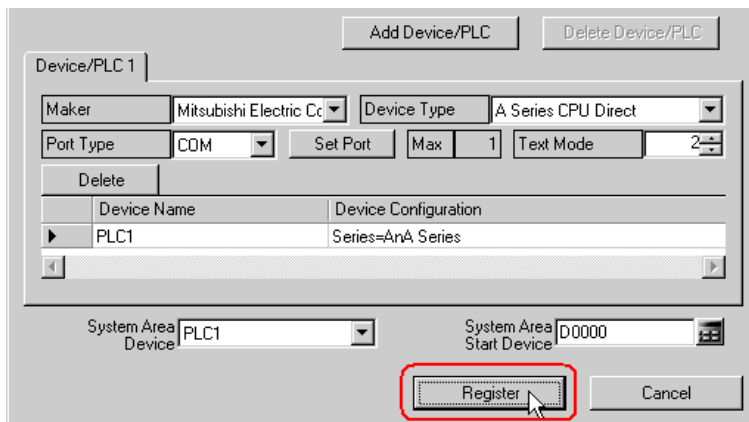 Add Device/PLC Delete Device/PLC
Device/PLC 1
Maker Mitsubishi Electric Co Device Type A Series CPU Direct
Port Type COM Set Port Max 1 Text Mode 2
Delete
Device Name Device Configuration
PLC1 Series=AnA Series
System Area Device PLC1 System Area Start Device D0000
Register Cancel